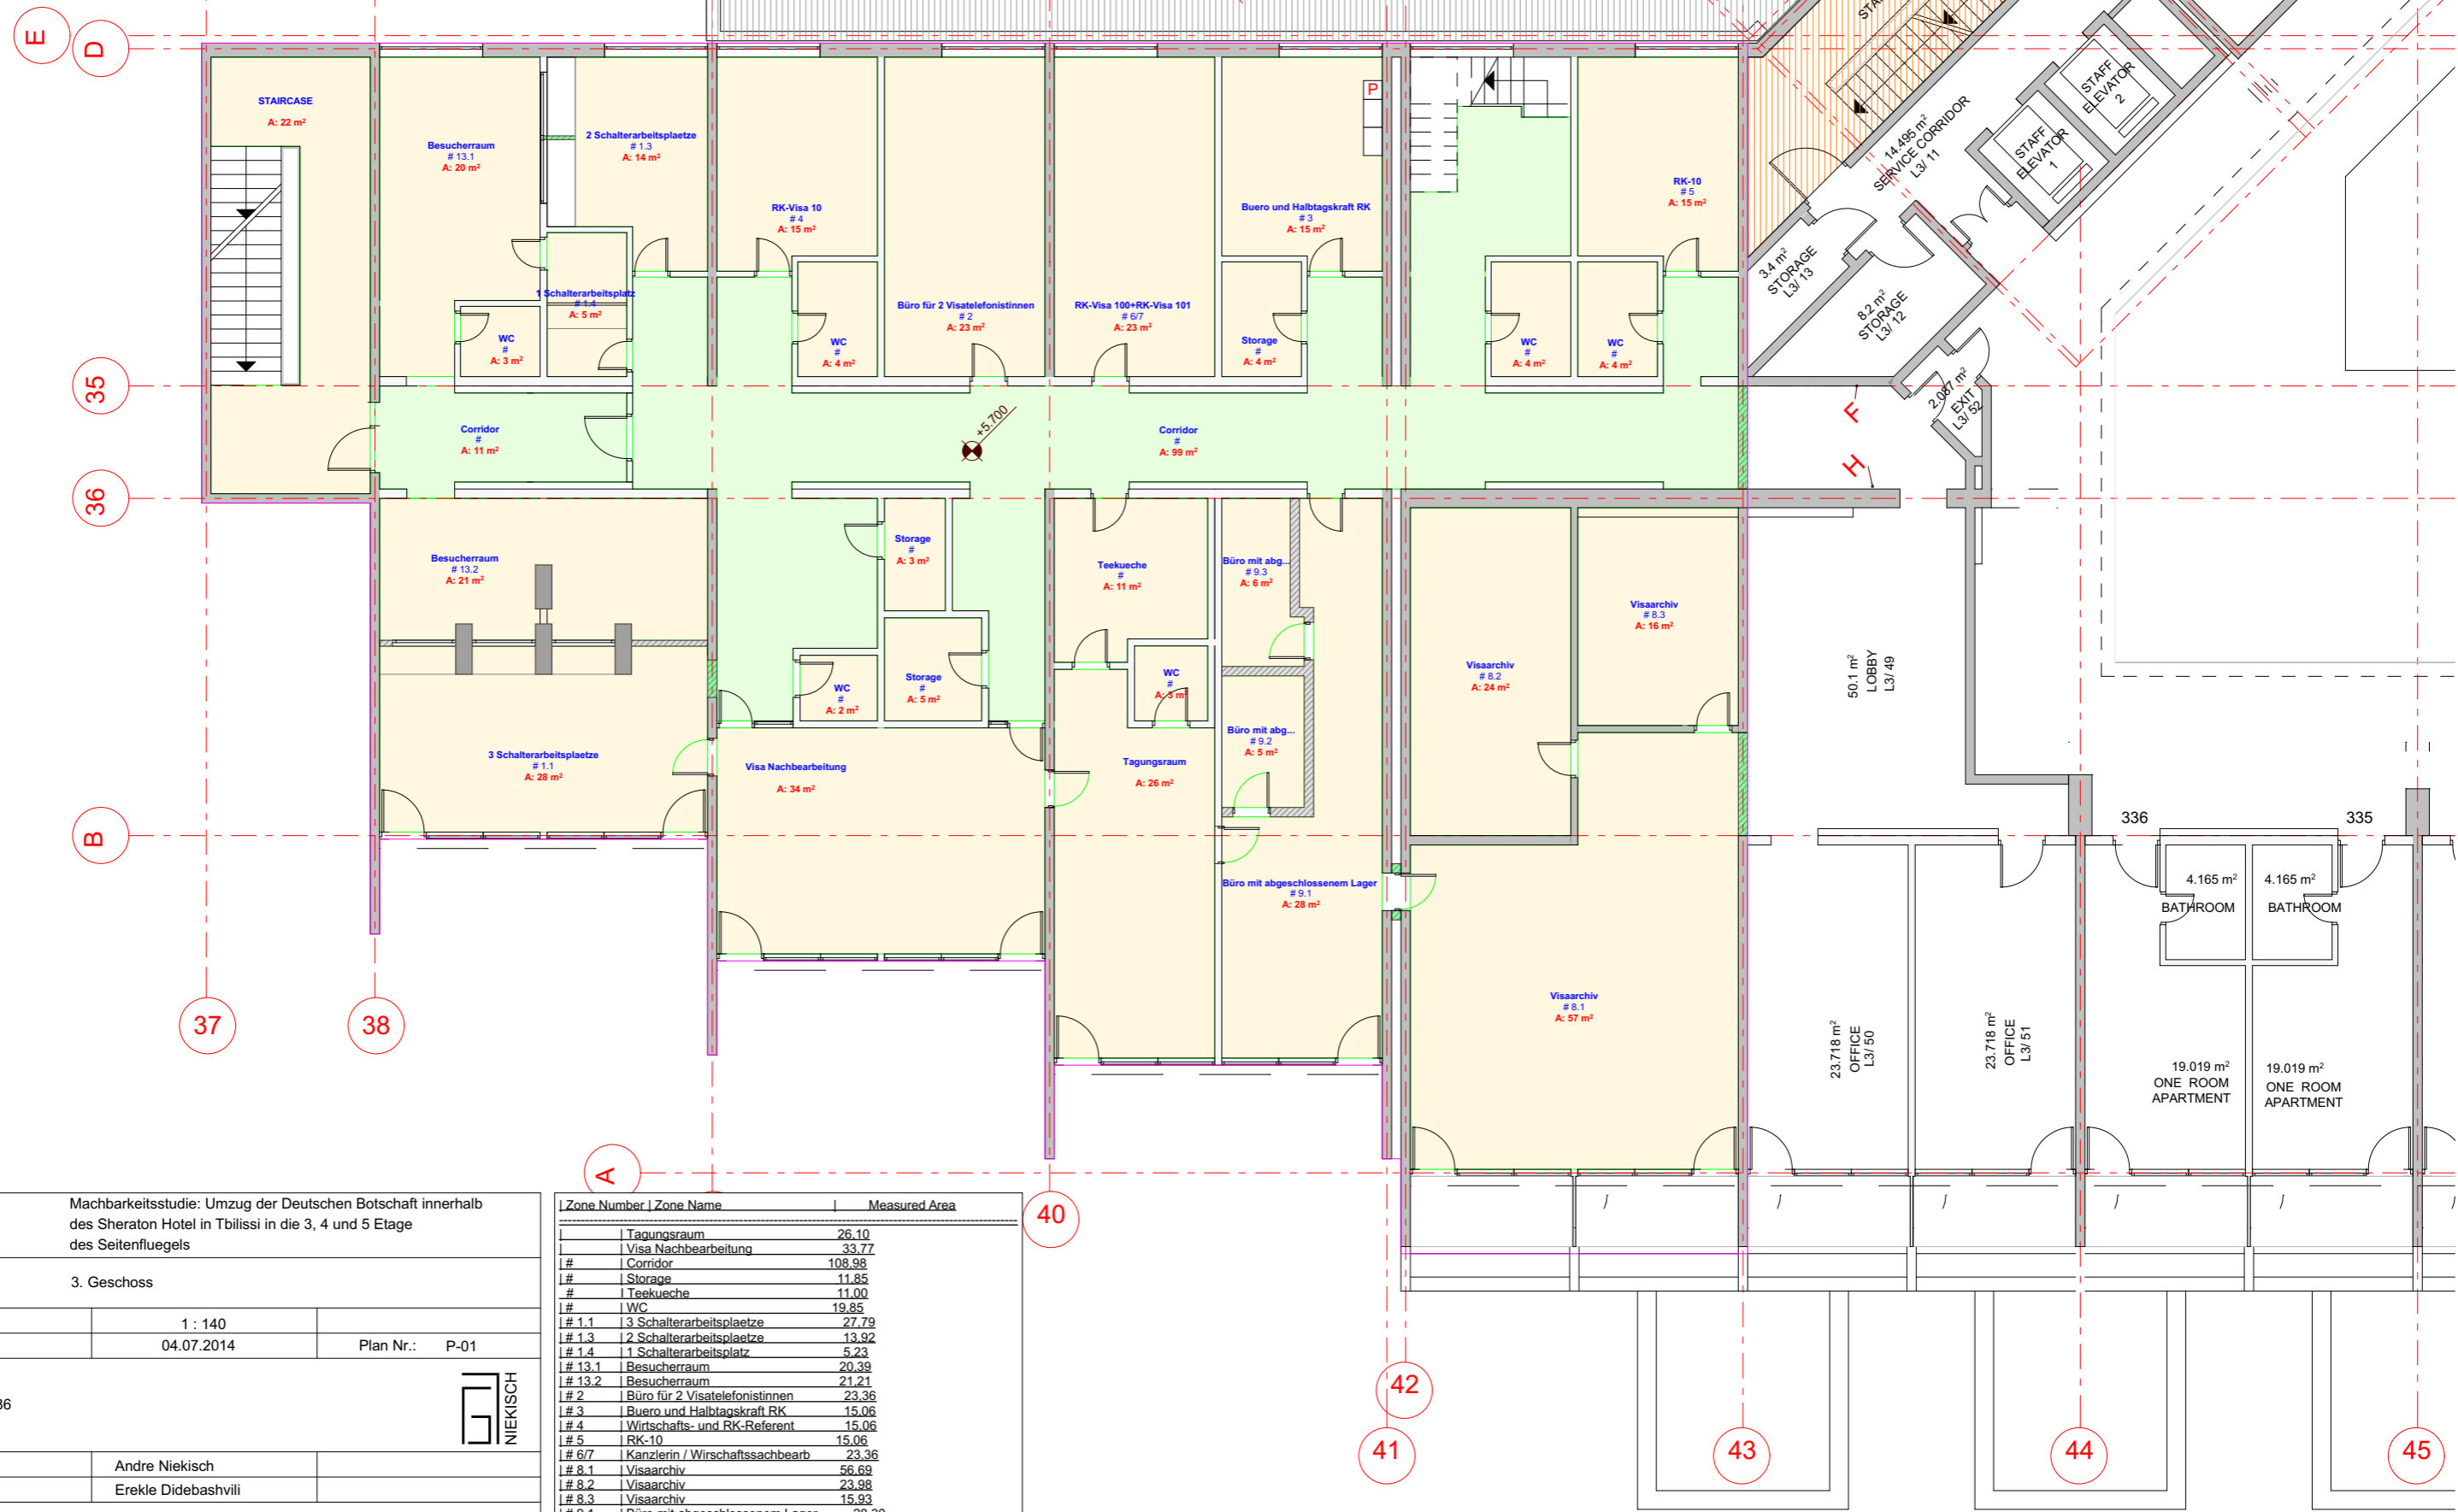 E
D
35
36
B
A
37
38
40
41
42
43
44
45
F
H
P
+5.700
STAIRCASE
A: 22 m²
Besucherraum
# 13.1
A: 20 m²
2 Schalterarbeitsplaetze
# 1.3
A: 14 m²
1 Schalterarbeitsplatz
# 1.4
A: 5 m²
WC
#
A: 3 m²
RK-Visa 10
# 4
A: 15 m²
WC
#
A: 4 m²
Büro für 2 Visatelefonistinnen
# 2
A: 23 m²
RK-Visa 100+RK-Visa 101
# 6/7
A: 23 m²
Buero und Halbtagskraft RK
# 3
A: 15 m²
Storage
#
A: 4 m²
WC
#
A: 4 m²
WC
#
A: 4 m²
RK-10
# 5
A: 15 m²
Corridor
#
A: 11 m²
Corridor
#
A: 99 m²
Besucherraum
# 13.2
A: 21 m²
3 Schalterarbeitsplaetze
# 1.1
A: 28 m²
Storage
#
A: 3 m²
WC
#
A: 2 m²
Storage
#
A: 5 m²
Visa Nachbearbeitung
A: 34 m²
Teekueche
#
A: 11 m²
WC
#
A: 3 m²
Tagungsraum
A: 26 m²
Büro mit abg...
# 9.3
A: 6 m²
Büro mit abg...
# 9.2
A: 5 m²
Büro mit abgeschlossenem Lager
# 9.1
A: 28 m²
Visaarchiv
# 8.2
A: 24 m²
Visaarchiv
# 8.3
A: 16 m²
Visaarchiv
# 8.1
A: 57 m²
14.495 m²
SERVICE CORRIDOR
L3/ 11
STAFF
ELEVATOR
1
STAFF
ELEVATOR
2
3.4 m²
STORAGE
L3/ 13
8.2 m²
STORAGE
L3/ 12
2.087 m²
EXIT
L3/ 52
50.1 m²
LOBBY
L3/ 49
23.718 m²
OFFICE
L3/ 50
23.718 m²
OFFICE
L3/ 51
336
335
4.165 m²
BATHROOM
4.165 m²
BATHROOM
19.019 m²
ONE ROOM
APARTMENT
19.019 m²
ONE ROOM
APARTMENT
Machbarkeitsstudie: Umzug der Deutschen Botschaft innerhalb
des Sheraton Hotel in Tbilissi in die 3, 4 und 5 Etage
des Seitenfluegels
3. Geschoss
1 : 140
04.07.2014 Plan Nr.: P-01
NIEKISCH
Andre Niekisch
Erekle Didebashvili
| Zone Number | Zone Name | Measured Area
| | Tagungsraum 26,10
| | Visa Nachbearbeitung 33,77
| # | Corridor 108,98
| # | Storage 11,85
# | Teekueche 11,00
| # | WC 19,85
| # 1.1 | 3 Schalterarbeitsplaetze 27,79
| # 1.3 | 2 Schalterarbeitsplaetze 13,92
| # 1.4 | 1 Schalterarbeitsplatz 5,23
| # 13.1 | Besucherraum 20,39
| # 13.2 | Besucherraum 21,21
| # 2 | Büro für 2 Visatelefonistinnen 23,36
| # 3 | Buero und Halbtagskraft RK 15,06
| # 4 | Wirtschafts- und RK-Referent 15,06
| # 5 | RK-10 15,06
| # 6/7 | Kanzlerin / Wirschaftssachbearb 23,36
| # 8.1 | Visaarchiv 56,69
| # 8.2 | Visaarchiv 23,98
| # 8.3 | Visaarchiv 15,93